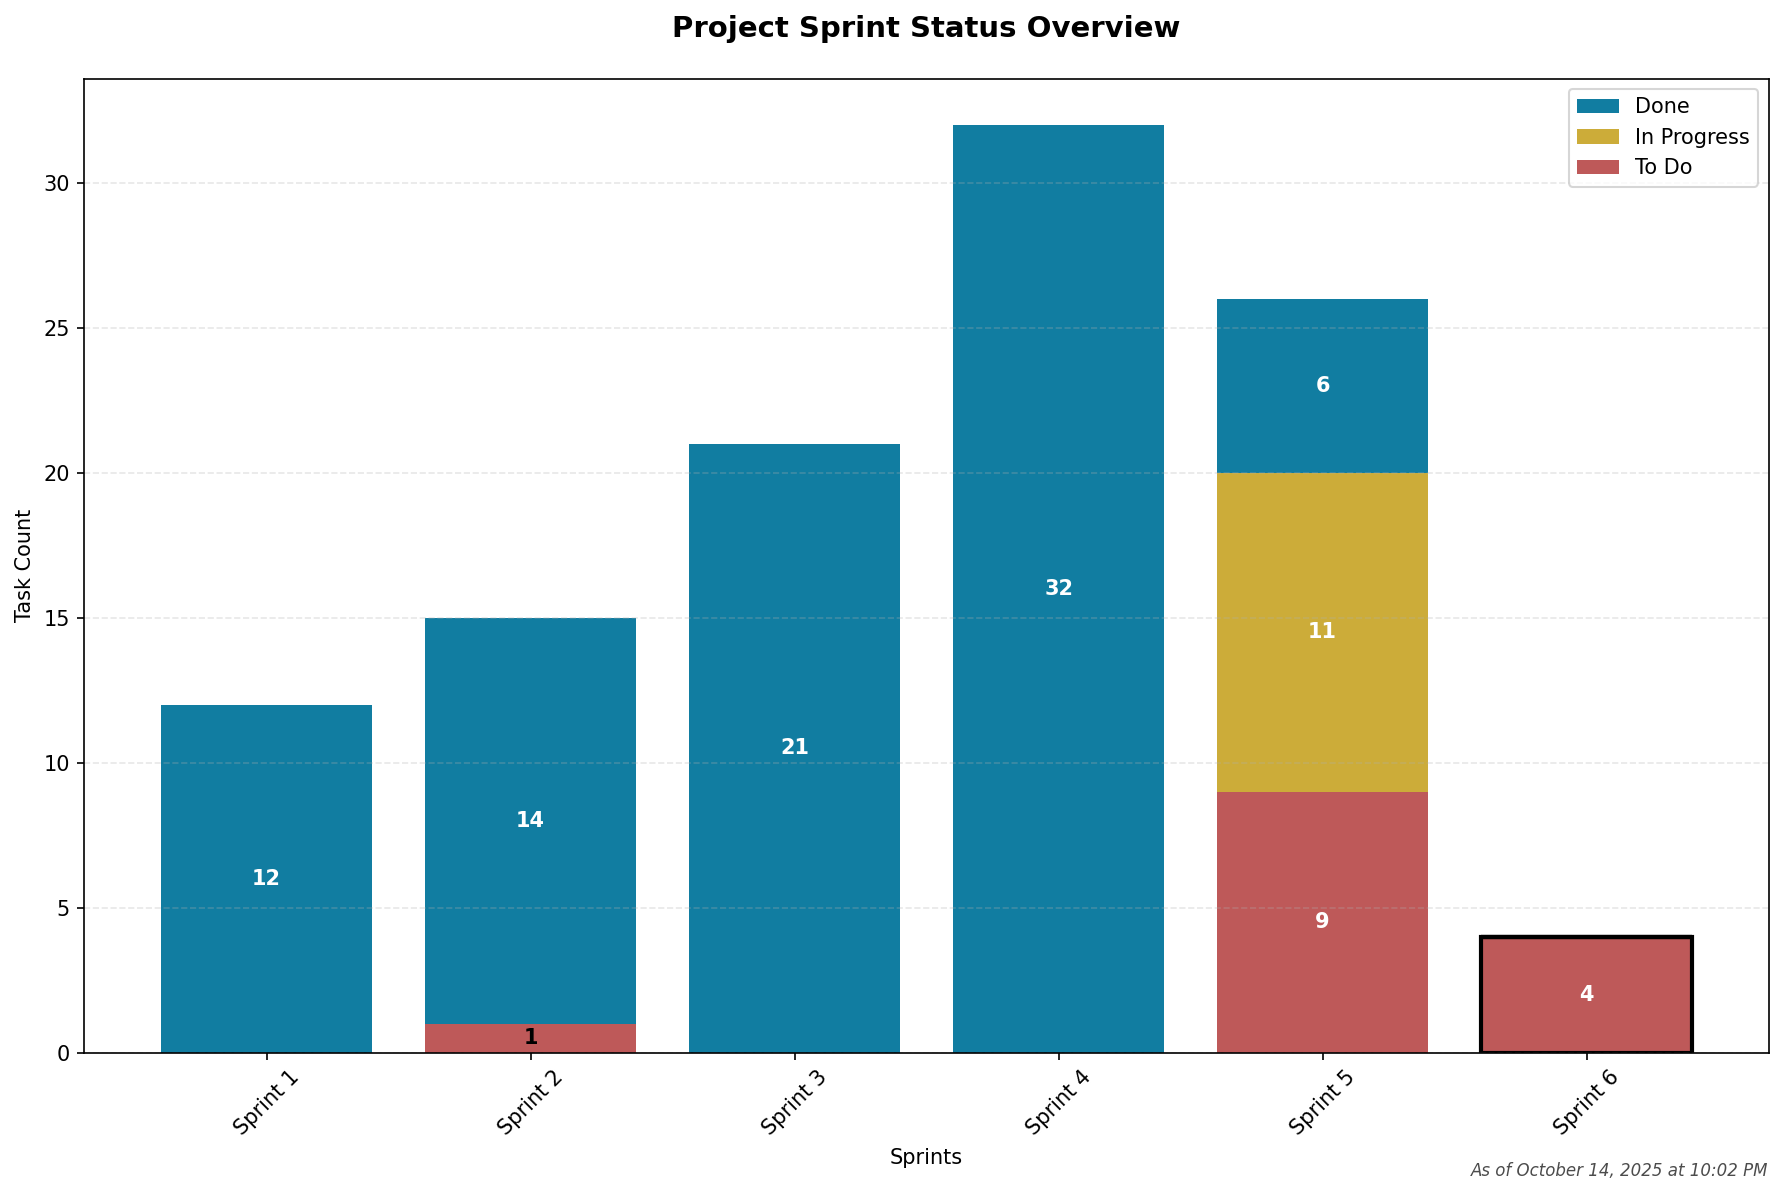 Project Sprint Status Overview
Done
In Progress
To Do
Task Count
30
25
20
15
10
5
0
12
14
1
21
32
6
11
9
4
Sprint 1
Sprint 2
Sprint 3
Sprint 4
Sprint 5
Sprint 6
Sprints
As of October 14, 2025 at 10:02 PM